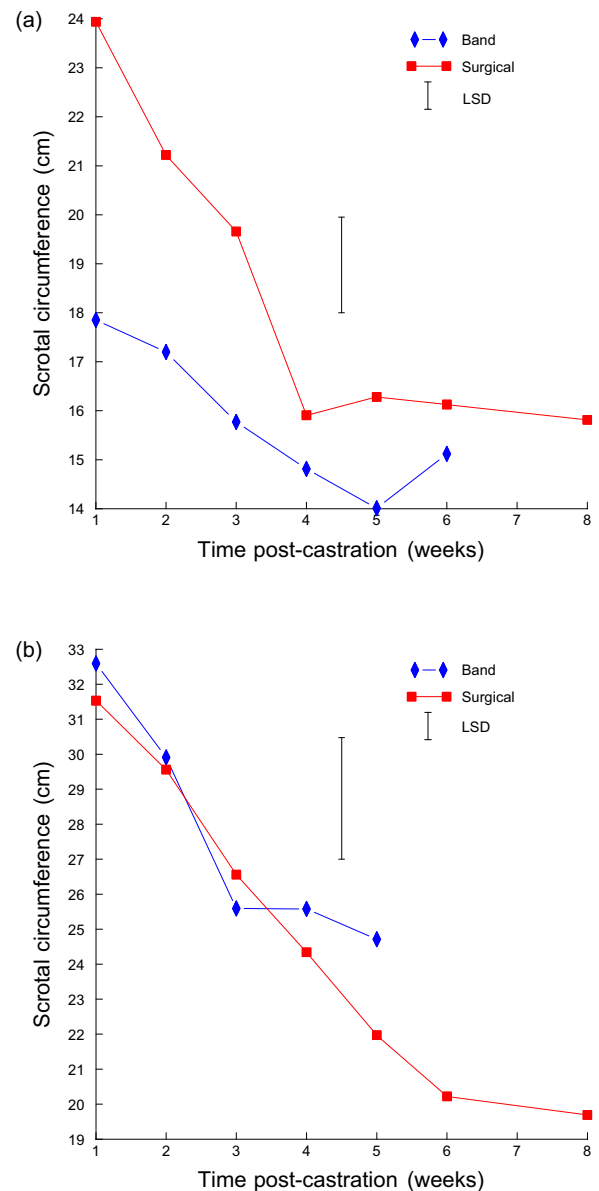 (a)
24
23
22
21
20
19
18
17
16
15
14
Scrotal circumference (cm)
Band
Surgical
LSD
1 2 3 4 5 6 7 8
Time post-castration (weeks)
(b)
33
32
31
30
29
28
27
26
25
24
23
22
21
20
19
Scrotal circumference (cm)
Band
Surgical
LSD
1 2 3 4 5 6 7 8
Time post-castration (weeks)